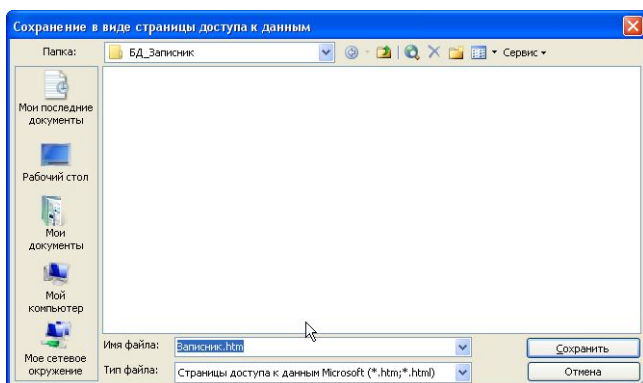 Сохранение в виде страницы доступа к данным
Папка:
БД_Записник
Сервис
Мои последние
документы
Рабочий стол
Мои
документы
Мой
компьютер
Мое сетевое
окружение
Имя файла:
Записник.htm
Сохранить
Тип файла:
Страницы доступа к данным Microsoft (*.htm;*.html)
Отмена